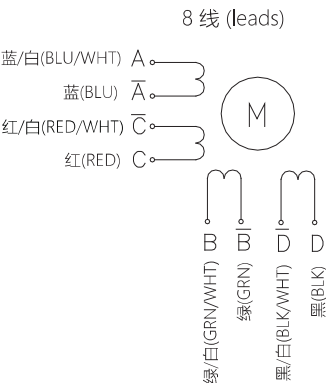 8 线 (leads)
蓝/白(BLU/WHT) A
蓝(BLU) A̅
红/白(RED/WHT) C̅
红(RED) C
M
B B̅ D̅ D
绿/白(GRN/WHT)
绿(GRN)
黑/白(BLK/WHT)
黑(BLK)